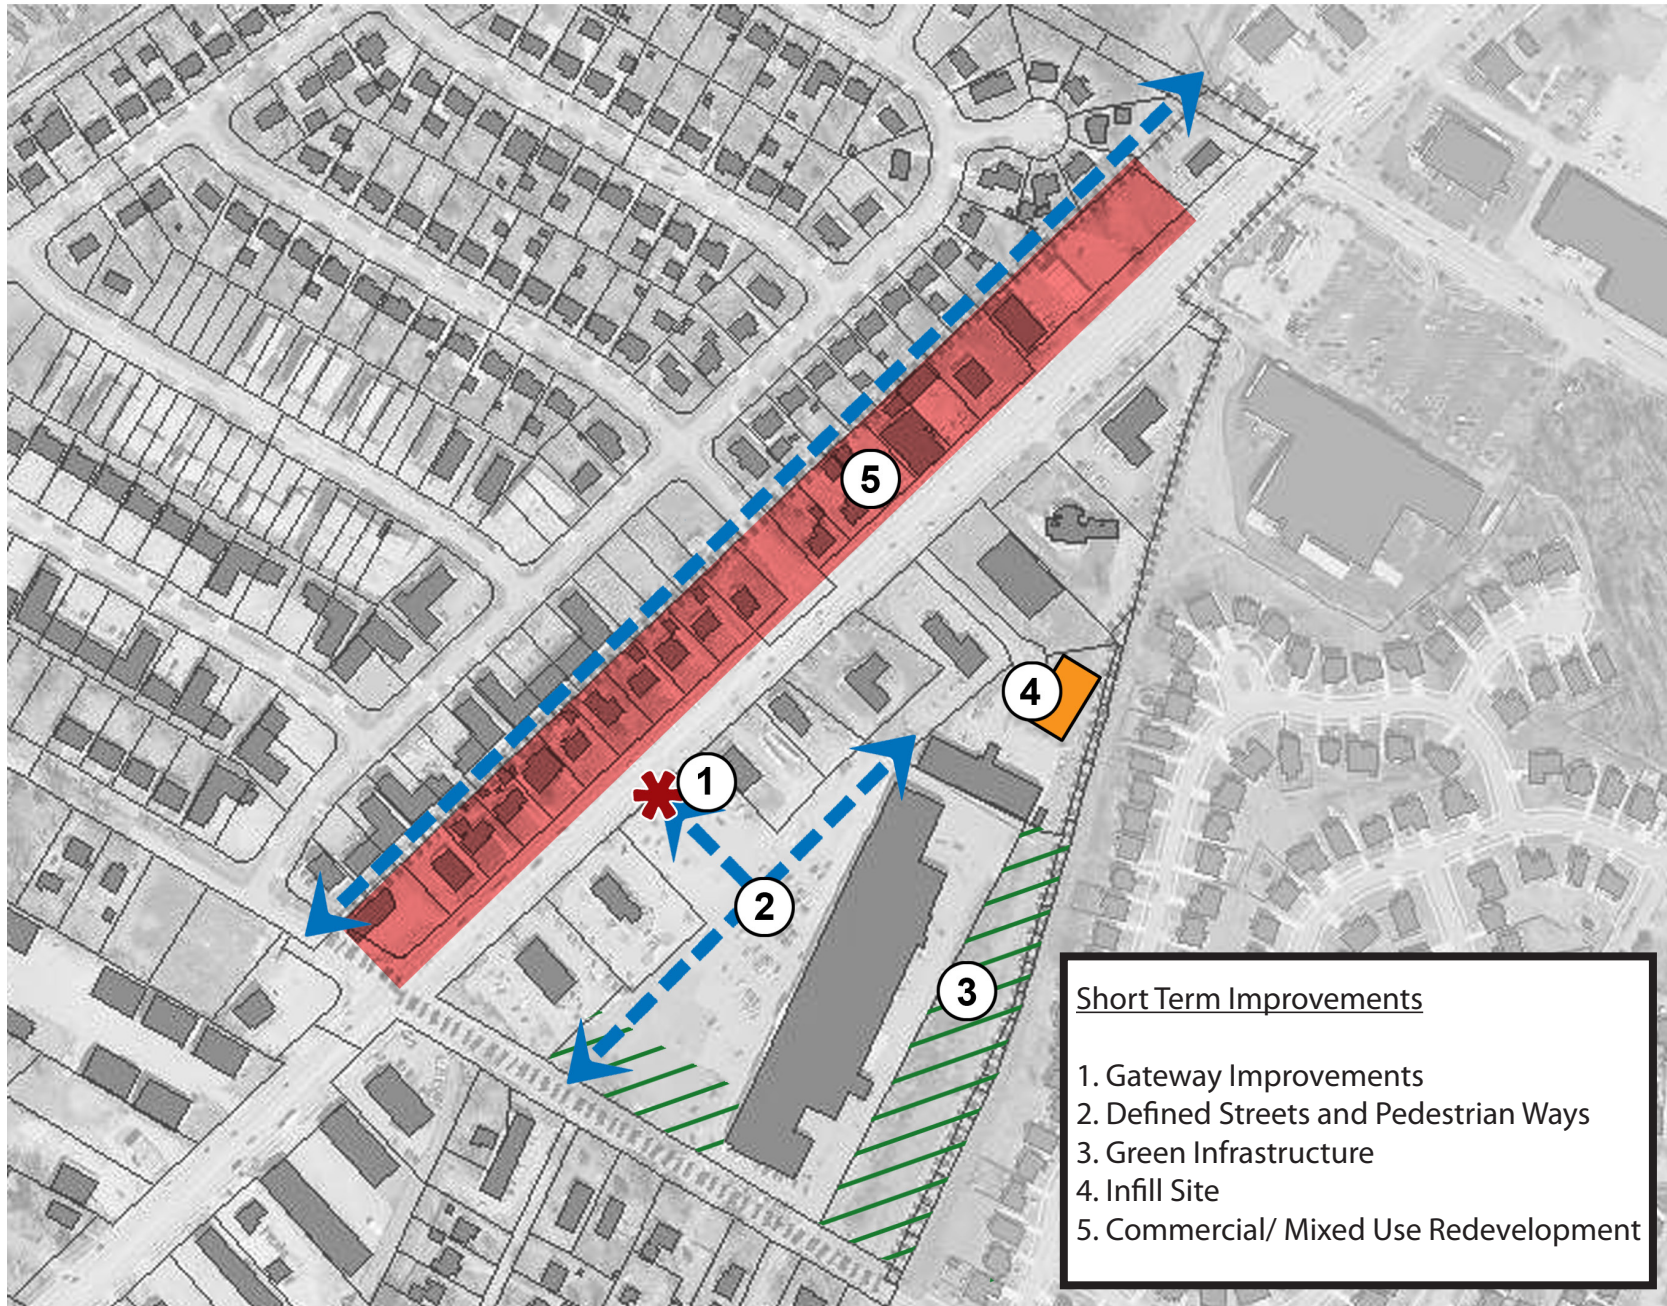 5
4
1
2
3
Short Term Improvements
1. Gateway Improvements
2. Defined Streets and Pedestrian Ways
3. Green Infrastructure
4. Infill Site
5. Commercial/ Mixed Use Redevelopment